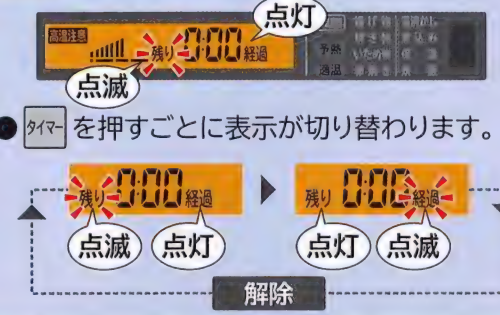 点灯
高温注意 残り 0:00 経過
予熱
適温
点滅
● タイマー を押すごとに表示が切り替わります。
残り 0:00 経過 残り 0:00 経過
点滅 点灯 点灯 点滅
解除